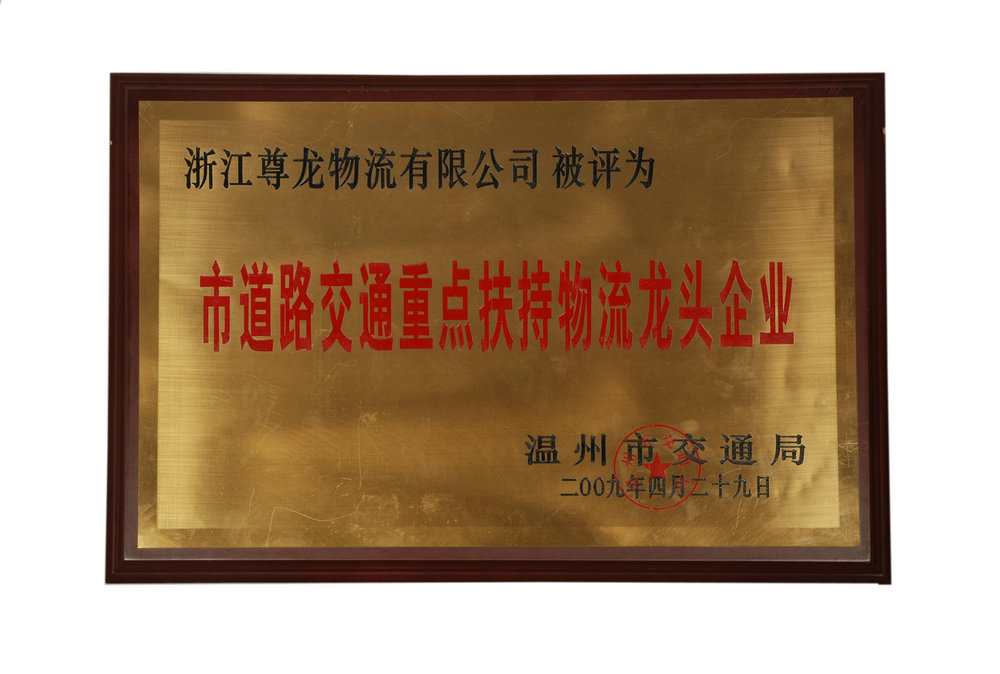 浙江尊龙物流有限公司 被评为
市道路交通重点扶持物流龙头企业
温州市交通局
二00九年四月二十九日